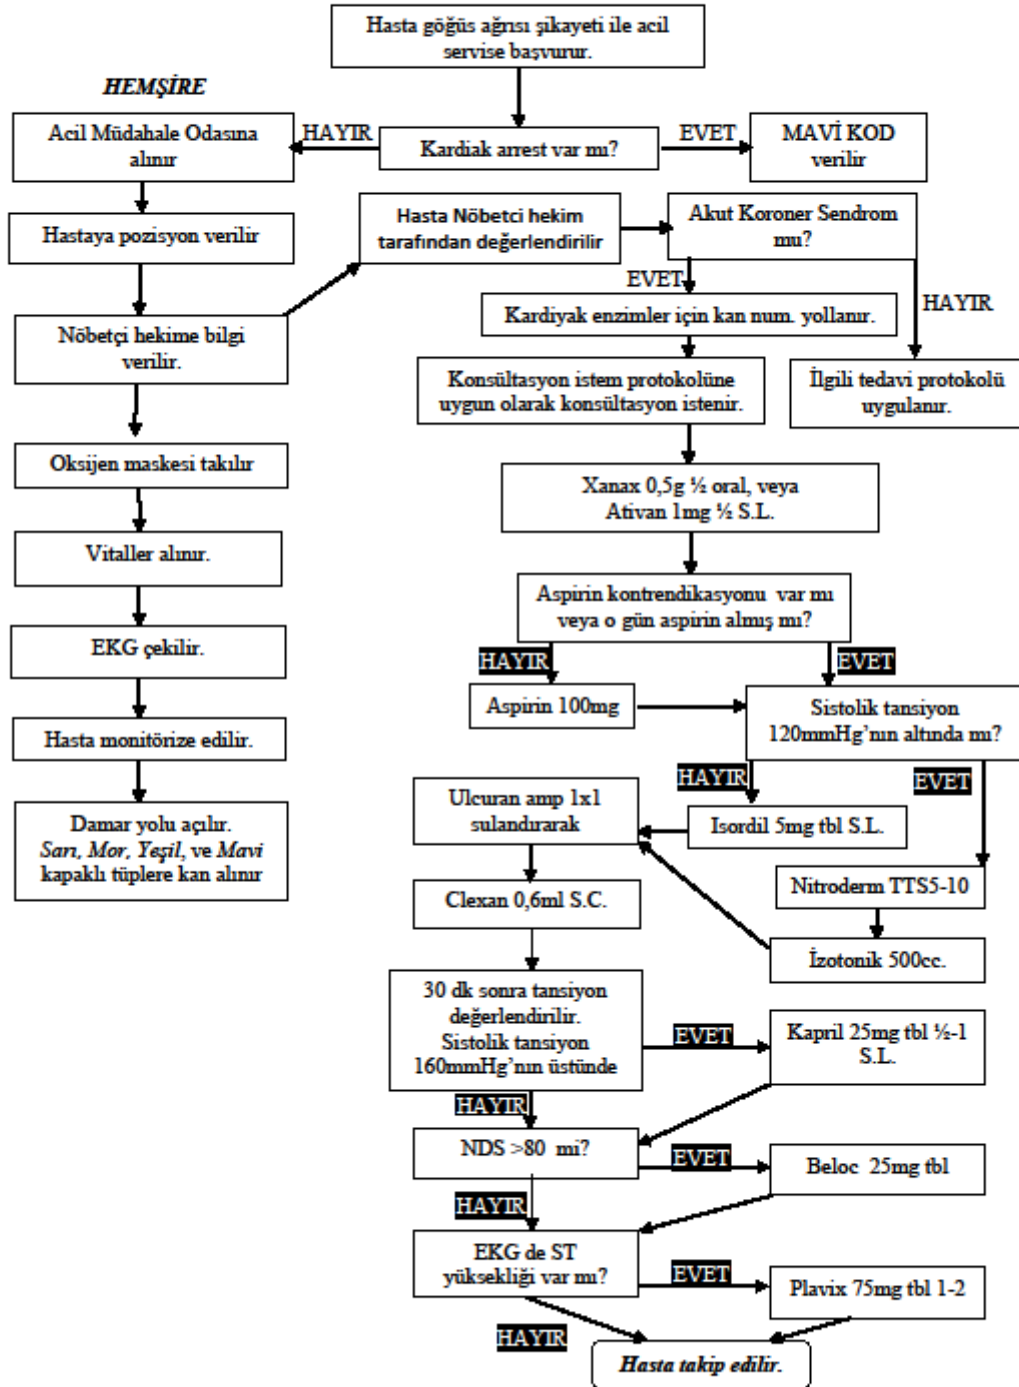 Hasta göğüs ağrısı şikayeti ile acil
servise başvurur.
HEMŞİRE
Acil Müdahale Odasına
alınır
HAYIR
Kardiak arrest var mı?
EVET
MAVİ KOD
verilir
Hastaya pozisyon verilir
Hasta Nöbetci hekim
tarafından değerlendirilir
Akut Koroner Sendrom
mu?
EVET
HAYIR
Nöbetçi hekime bilgi
verilir.
Kardiyak enzimler için kan num. yollanır.
Konsültasyon istem protokolüne
uygun olarak konsültasyon istenir.
İlgili tedavi protokolü
uygulanır.
Oksijen maskesi takılır
Xanax 0,5g ½ oral, veya
Ativan 1mg ½ S.L.
Vitaller alınır.
Aspirin kontrendikasyonu var mı
veya o gün aspirin almış mı?
EKG çekilir.
HAYIR
EVET
Aspirin 100mg
Sistolik tansiyon
120mmHg’nın altında mı?
Hasta monitörize edilir.
HAYIR
EVET
Damar yolu açılır.
Sarı, Mor, Yeşil, ve Mavi
kapaklı tüplere kan alınır
Ulcuran amp 1x1
sulandırarak
Isordil 5mg tbl S.L.
Nitroderm TTS5-10
Clexan 0,6ml S.C.
İzotonik 500cc.
30 dk sonra tansiyon
değerlendirilir.
Sistolik tansiyon
160mmHg’nın üstünde
EVET
Kapril 25mg tbl ½-1
S.L.
HAYIR
NDS >80 mi?
EVET
Beloc 25mg tbl
HAYIR
EKG de ST
yüksekliği var mı?
EVET
Plavix 75mg tbl 1-2
HAYIR
Hasta takip edilir.